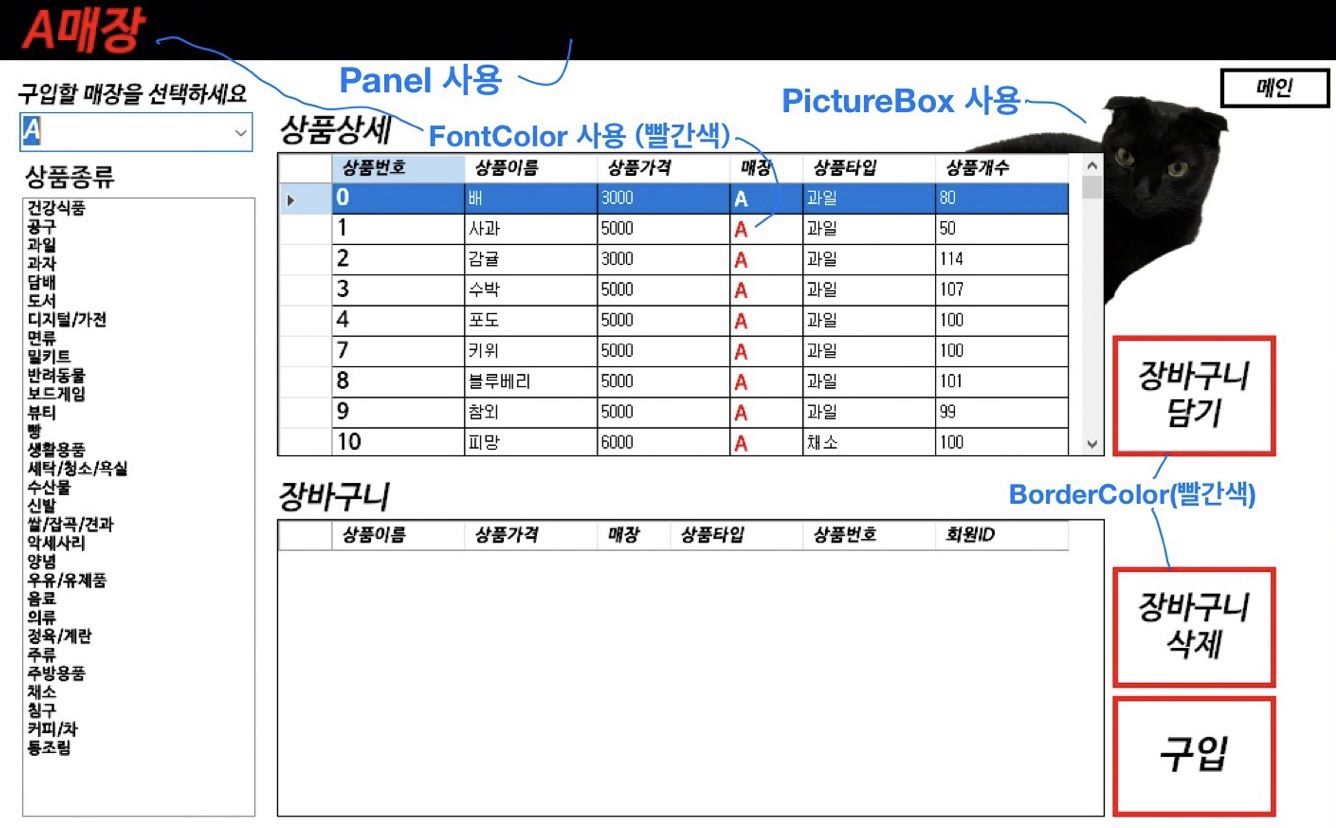 A매장
Panel 사용
PictureBox 사용
메인
구입할 매장을 선택하세요
A
상품상세
FontColor 사용 (빨간색)
상품종류
건강식품
공구
과일
과자
담배
도서
디지털/가전
면류
밀키트
반려동물
보드게임
뷰티
빵
생활용품
세탁/청소/욕실
수산물
신발
쌀/잡곡/견과
악세사리
양념
우유/유제품
음료
의류
정육/계란
주류
주방용품
채소
침구
커피/차
통조림
상품번호 상품이름 상품가격 매장 상품타입 상품개수
0 배 3000 A 과일 80
1 사과 5000 A 과일 50
2 감귤 3000 A 과일 114
3 수박 5000 A 과일 107
4 포도 5000 A 과일 100
7 키위 5000 A 과일 100
8 블루베리 5000 A 과일 101
9 참외 5000 A 과일 99
10 피망 6000 A 채소 100
장바구니
담기
BorderColor(빨간색)
장바구니
상품이름 상품가격 매장 상품타입 상품번호 회원ID
장바구니
삭제
구입